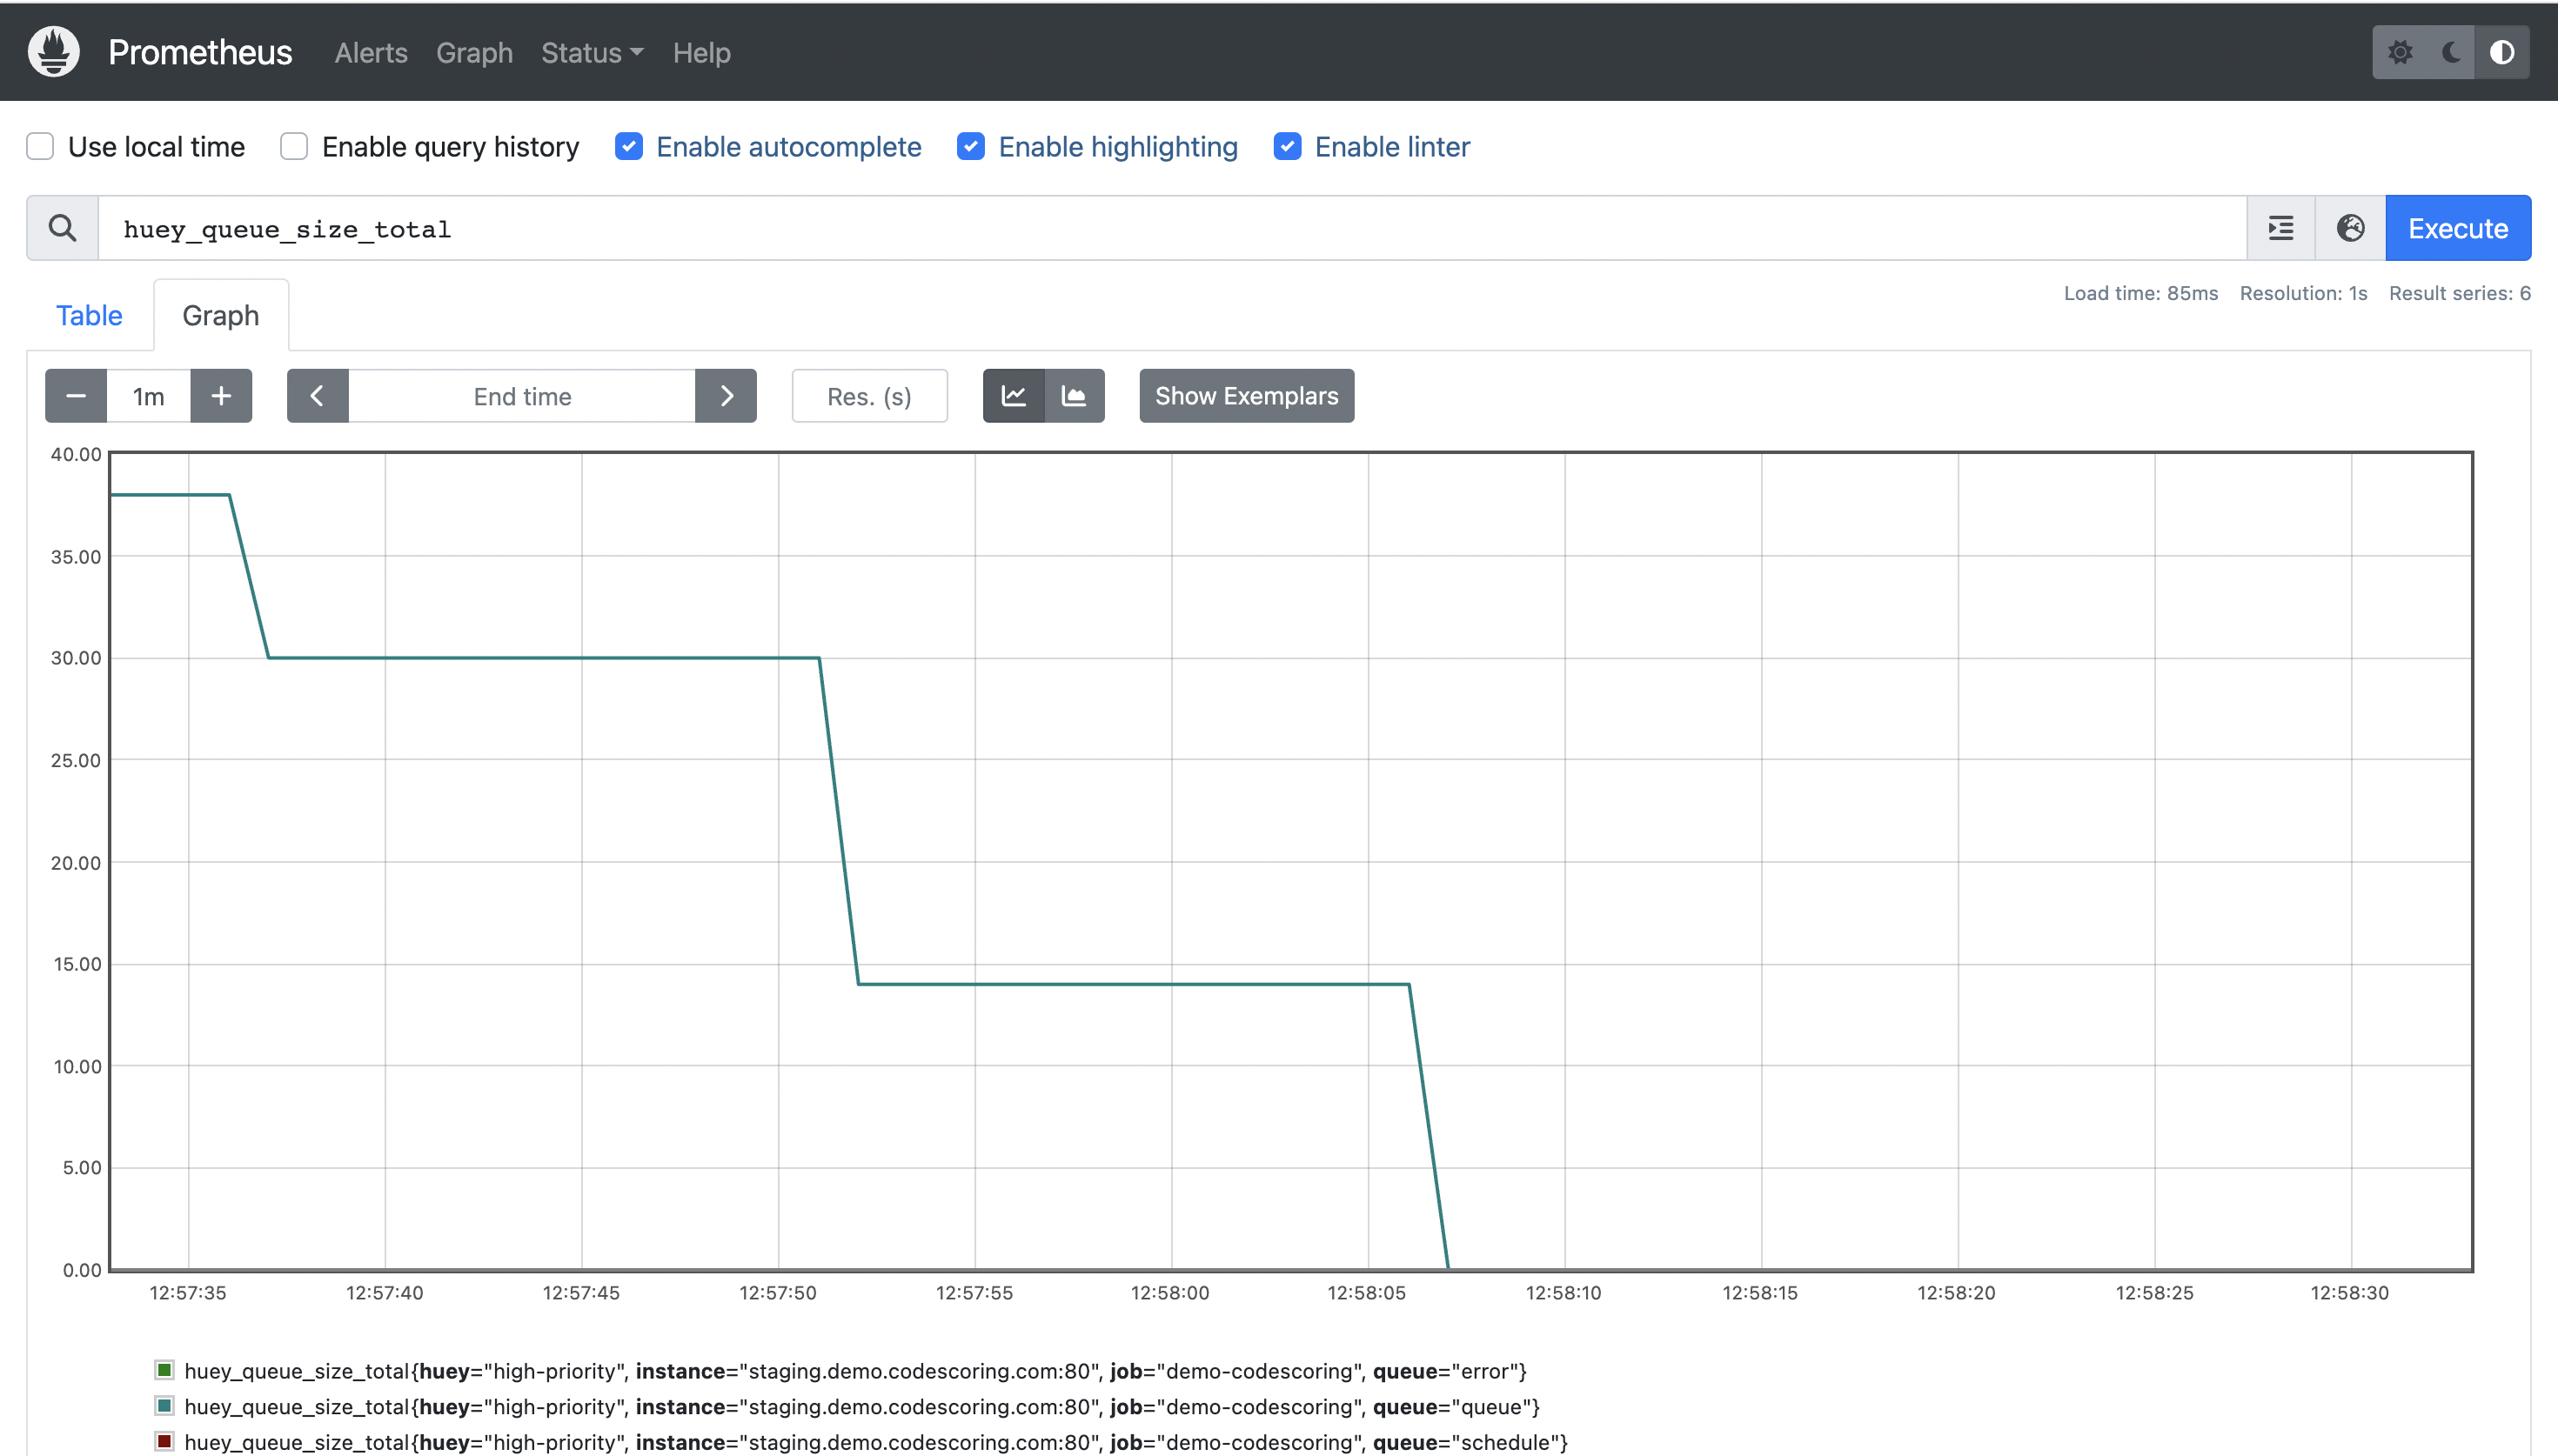 Prometheus Alerts Graph Status Help
Use local time Enable query history Enable autocomplete Enable highlighting Enable linter
huey_queue_size_total Execute
Load time: 85ms Resolution: 1s Result series: 6
Table Graph
1m End time Res. (s) Show Exemplars
40.00
35.00
30.00
25.00
20.00
15.00
10.00
5.00
0.00
12:57:35 12:57:40 12:57:45 12:57:50 12:57:55 12:58:00 12:58:05 12:58:10 12:58:15 12:58:20 12:58:25 12:58:30
huey_queue_size_total{huey="high-priority", instance="staging.demo.codescoring.com:80", job="demo-codescoring", queue="error"}
huey_queue_size_total{huey="high-priority", instance="staging.demo.codescoring.com:80", job="demo-codescoring", queue="queue"}
huey_queue_size_total{huey="high-priority", instance="staging.demo.codescoring.com:80", job="demo-codescoring", queue="schedule"}